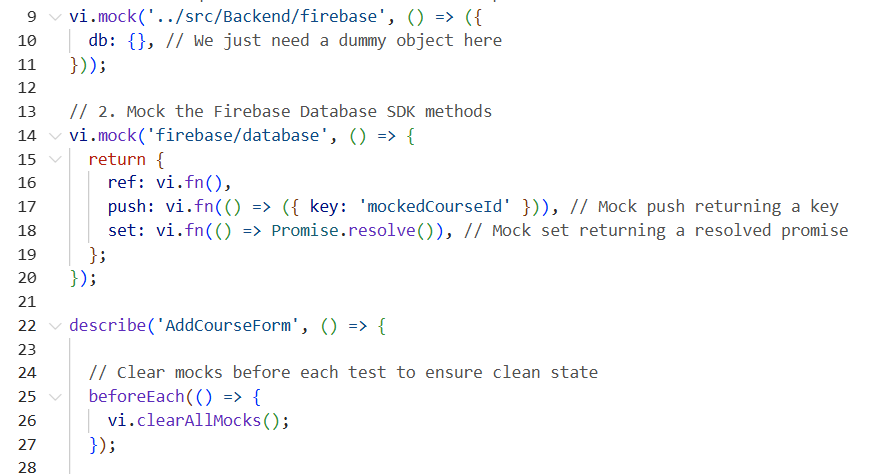 9 vi.mock('../src/Backend/firebase', () => ({
10 db: {}, // We just need a dummy object here
11 }));
12
13 // 2. Mock the Firebase Database SDK methods
14 vi.mock('firebase/database', () => {
15 return {
16 ref: vi.fn(),
17 push: vi.fn(() => ({ key: 'mockedCourseId' })), // Mock push returning a key
18 set: vi.fn(() => Promise.resolve()), // Mock set returning a resolved promise
19 };
20 });
21
22 describe('AddCourseForm', () => {
23
24 // Clear mocks before each test to ensure clean state
25 beforeEach(() => {
26 vi.clearAllMocks();
27 });
28